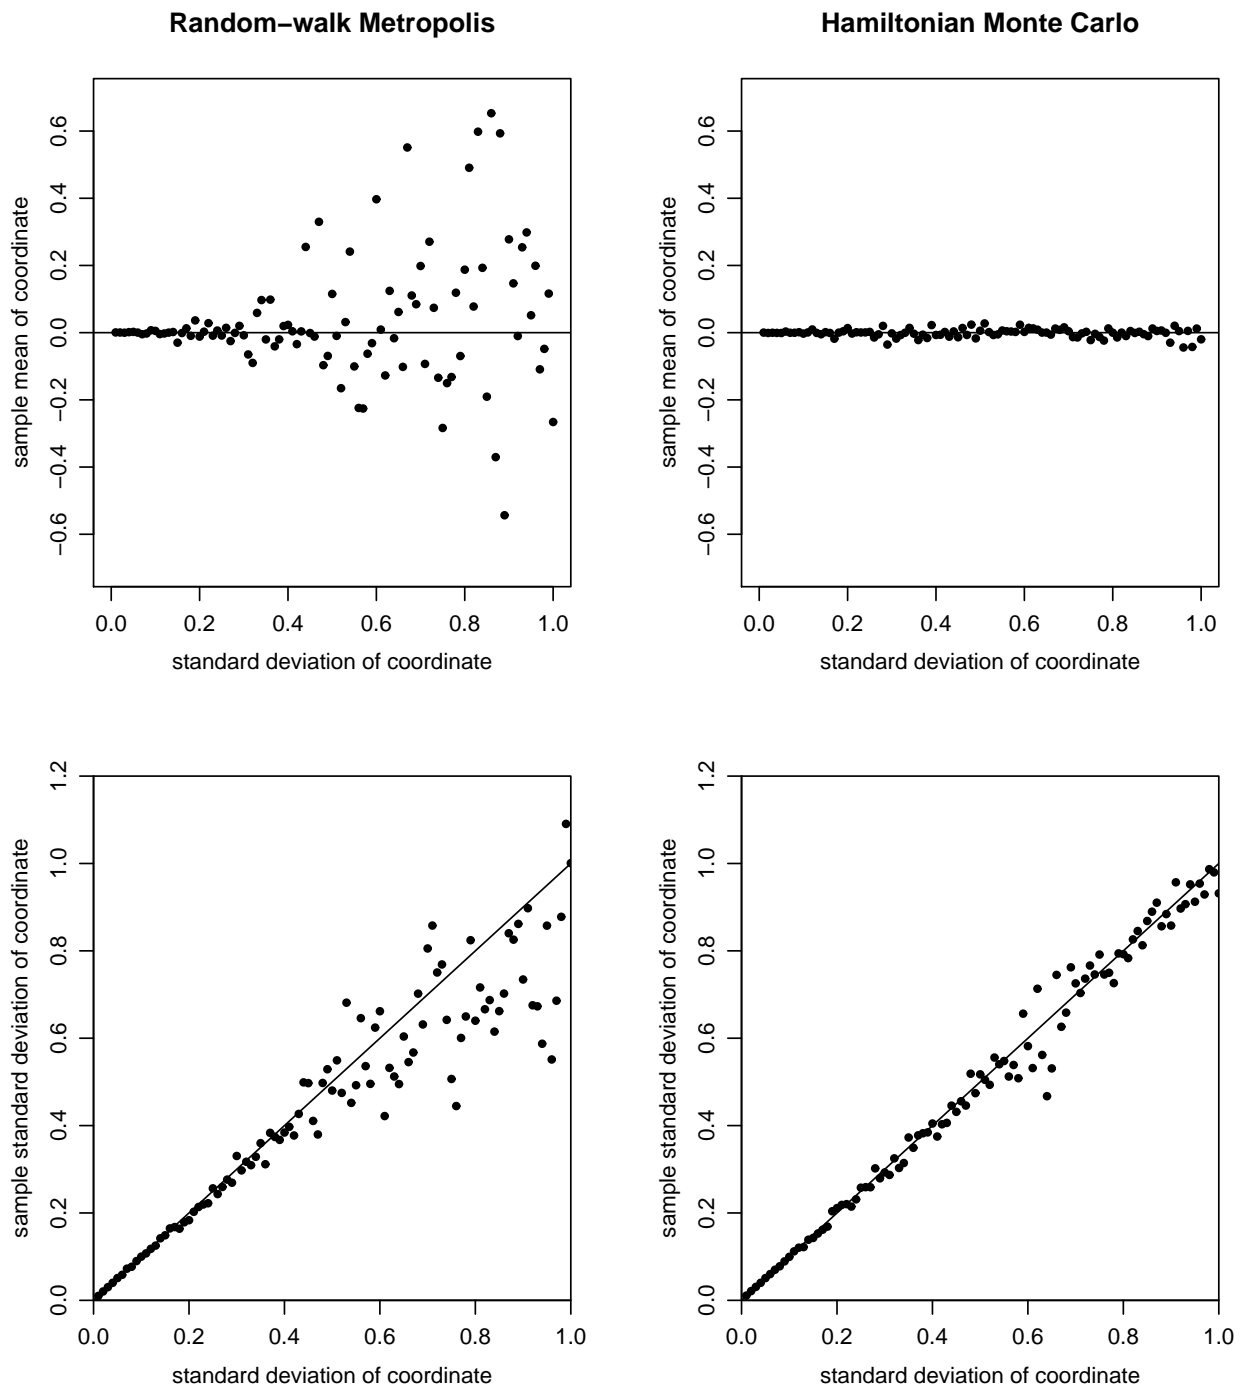 Random−walk Metropolis
Hamiltonian Monte Carlo
sample mean of coordinate
0.6
0.4
0.2
0.0
−0.2
−0.4
−0.6
0.0 0.2 0.4 0.6 0.8 1.0
standard deviation of coordinate
sample mean of coordinate
0.6
0.4
0.2
0.0
−0.2
−0.4
−0.6
0.0 0.2 0.4 0.6 0.8 1.0
standard deviation of coordinate
sample standard deviation of coordinate
1.2
1.0
0.8
0.6
0.4
0.2
0.0
0.0 0.2 0.4 0.6 0.8 1.0
standard deviation of coordinate
sample standard deviation of coordinate
1.2
1.0
0.8
0.6
0.4
0.2
0.0
0.0 0.2 0.4 0.6 0.8 1.0
standard deviation of coordinate